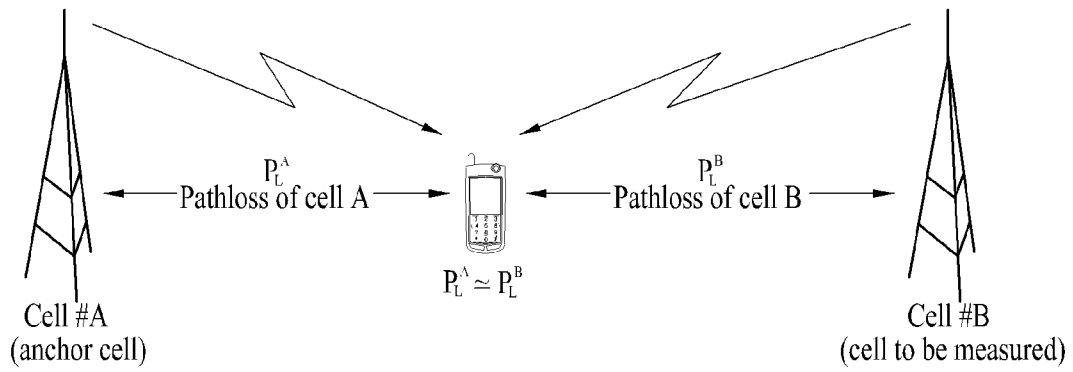 P_L^A
Pathloss of cell A
P_L^B
Pathloss of cell B
P_L^A ≃ P_L^B
Cell #A
(anchor cell)
Cell #B
(cell to be measured)